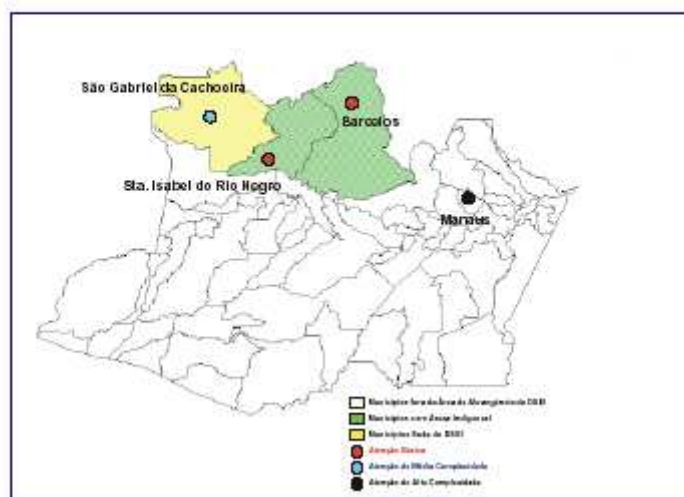 São Gabriel da Cachoeira
Barcelos
Sta. Isabel do Rio Negro
Manaus
Municípios fora da Área de Abrangência do DSEI
Municípios com Áreas Indígenas
Municípios Sede do DSEI
Atenção Básica
Atenção de Média Complexidade
Atenção de Alta Complexidade